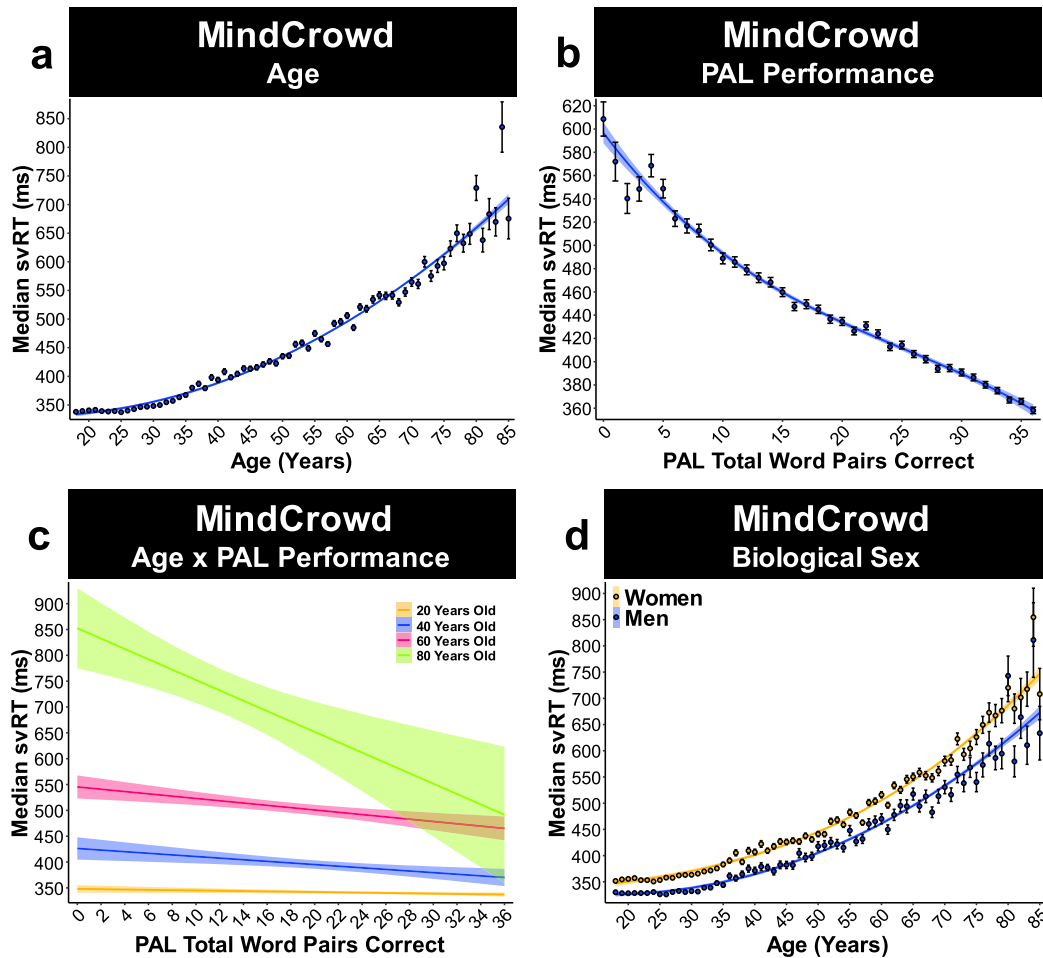 a
MindCrowd
Age
Median svRT (ms)
850
800
750
700
650
600
550
500
450
400
350
20 25 30 35 40 45 50 55 60 65 70 75 80 85
Age (Years)
b
MindCrowd
PAL Performance
Median svRT (ms)
620
600
580
560
540
520
500
480
460
440
420
400
380
360
0 5 10 15 20 25 30 35
PAL Total Word Pairs Correct
c
MindCrowd
Age x PAL Performance
Median svRT (ms)
900
850
800
750
700
650
600
550
500
450
400
350
20 Years Old
40 Years Old
60 Years Old
80 Years Old
0 2 4 6 8 10 12 14 16 18 20 22 24 26 28 30 32 34 36
PAL Total Word Pairs Correct
d
MindCrowd
Biological Sex
Median svRT (ms)
900
850
800
750
700
650
600
550
500
450
400
350
Women
Men
20 25 30 35 40 45 50 55 60 65 70 75 80 85
Age (Years)